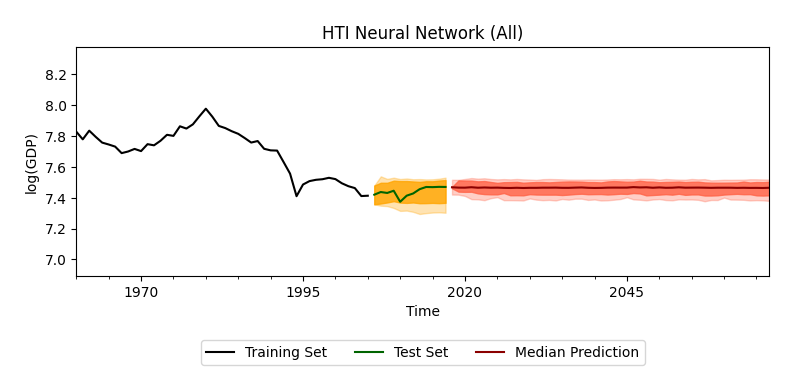 HTI Neural Network (All)
log(GDP)
8.2
8.0
7.8
7.6
7.4
7.2
7.0
1970 1995 2020 2045
Time
Training Set Test Set Median Prediction